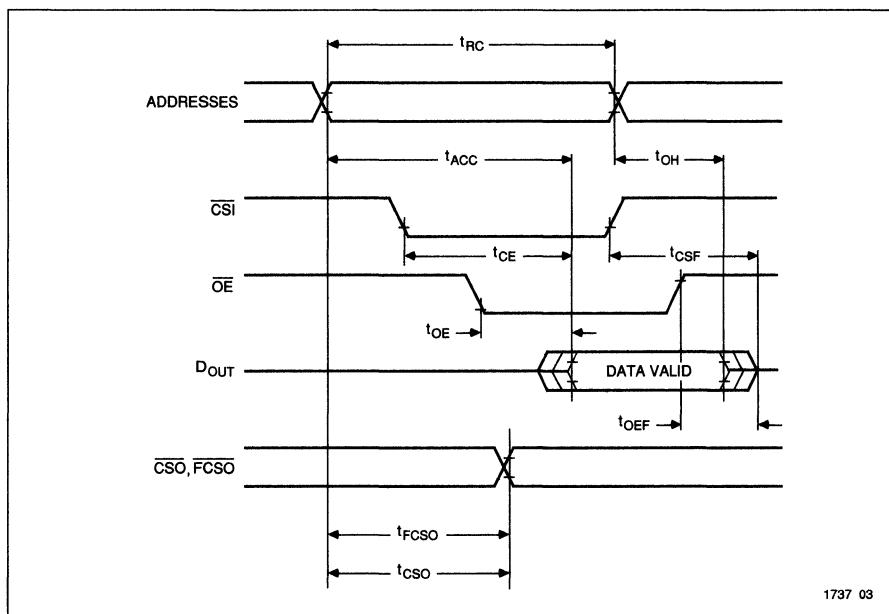 tRC
ADDRESSES
tACC
tOH
CSI
tCE
tCSF
OE
tOE
DOUT
DATA VALID
tOEF
CSO, FCSO
tFCSO
tCSO
1737 03